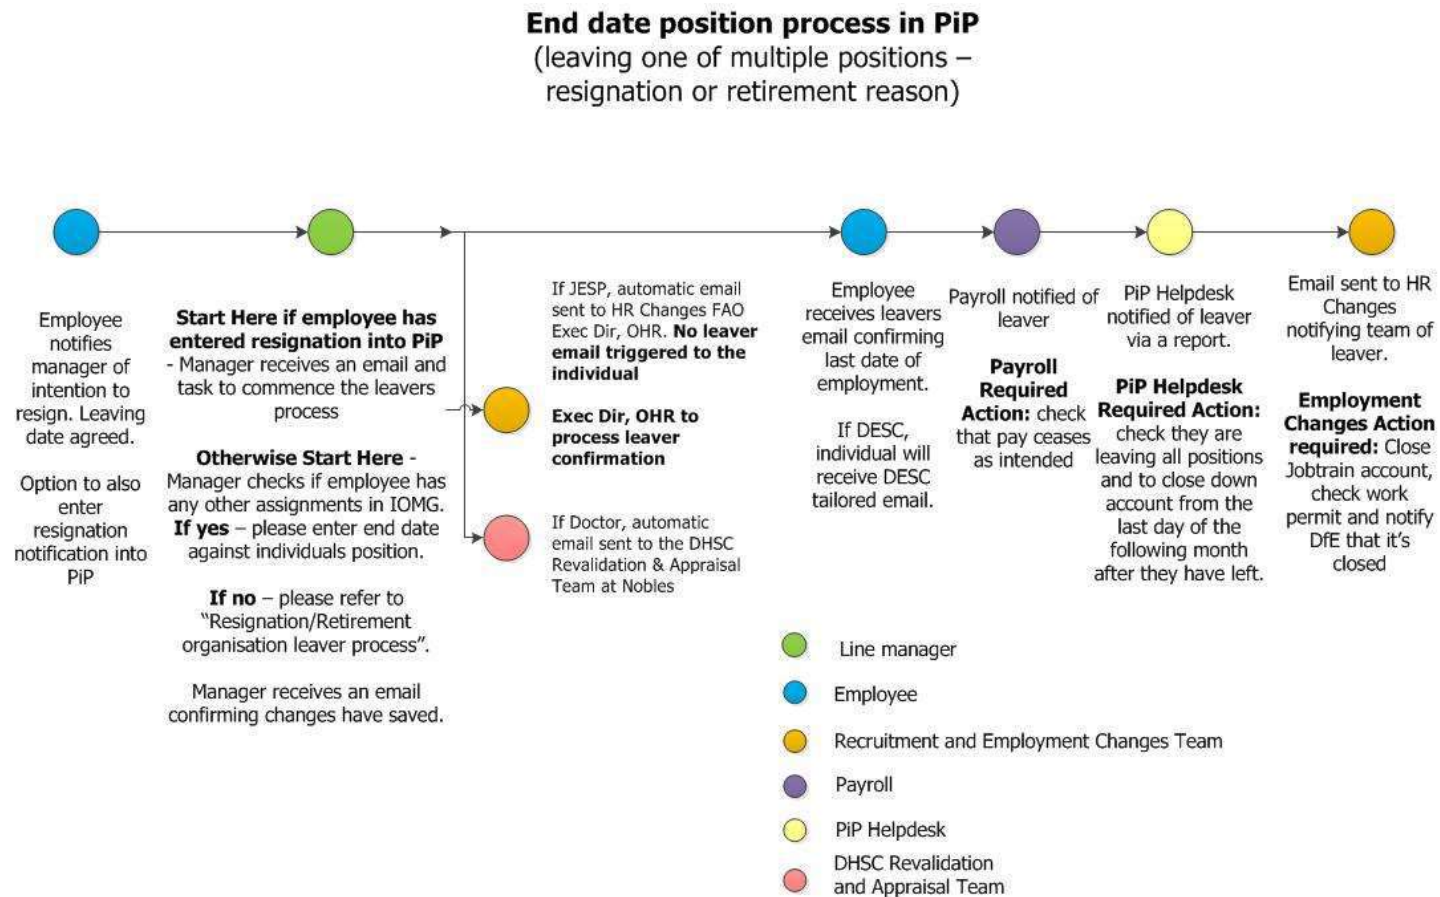 End date position process in PiP
(leaving one of multiple positions –
resignation or retirement reason)
Employee
notifies
manager of
intention to
resign. Leaving
date agreed.
Option to also
enter
resignation
notification into
PiP
Start Here if employee has
entered resignation into PiP
- Manager receives an email and
task to commence the leavers
process
Otherwise Start Here -
Manager checks if employee has
any other assignments in IOMG.
If yes – please enter end date
against individuals position.
If no – please refer to
“Resignation/Retirement
organisation leaver process”.
Manager receives an email
confirming changes have saved.
If JESP, automatic email
sent to HR Changes FAO
Exec Dir, OHR. No leaver
email triggered to the
individual
Exec Dir, OHR to
process leaver
confirmation
If Doctor, automatic
email sent to the DHSC
Revalidation & Appraisal
Team at Nobles
Employee
receives leavers
email confirming
last date of
employment.
If DESC,
individual will
receive DESC
tailored email.
Payroll notified of
leaver
Payroll
Required
Action: check
that pay ceases
as intended
PiP Helpdesk
notified of leaver
via a report.
PiP Helpdesk
Required Action:
check they are
leaving all positions
and to close down
account from the
last day of the
following month
after they have left.
Email sent to HR
Changes
notifying team of
leaver.
Employment
Changes Action
required: Close
Jobtrain account,
check work
permit and notify
DfE that it’s
closed
Line manager
Employee
Recruitment and Employment Changes Team
Payroll
PiP Helpdesk
DHSC Revalidation
and Appraisal Team